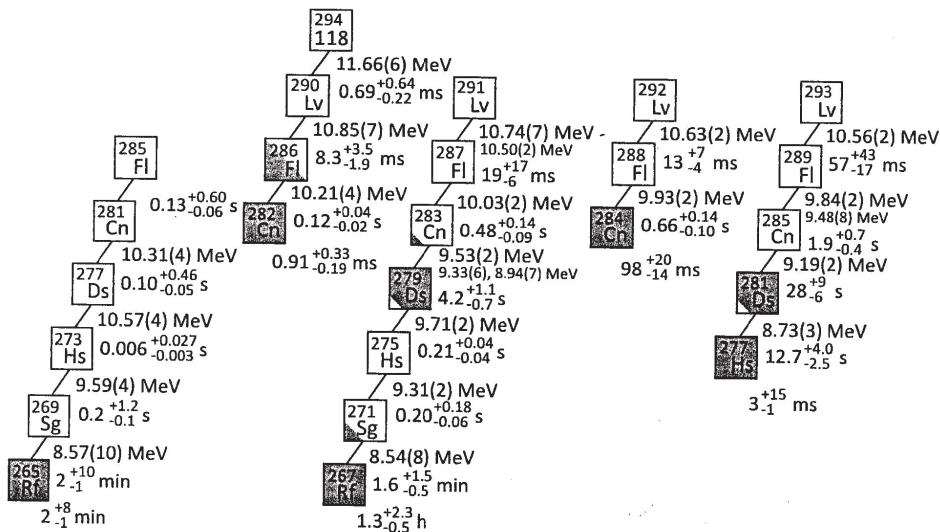 294
118
11.66(6) MeV
290
Lv
0.69 +0.64 -0.22 ms
10.85(7) MeV
286
Fl
8.3 +3.5 -1.9 ms
10.21(4) MeV
282
Cn
0.12 +0.04 -0.02 s
0.91 +0.33 -0.19 ms
285
Fl
0.13 +0.60 -0.06 s
281
Cn
10.31(4) MeV
277
Ds
0.10 +0.46 -0.05 s
10.57(4) MeV
273
Hs
0.006 +0.027 -0.003 s
9.59(4) MeV
269
Sg
0.2 +1.2 -0.1 s
8.57(10) MeV
265
Rf
2 +10 -1 min
2 +8 -1 min
291
Lv
10.74(7) MeV
10.50(2) MeV
287
Fl
19 +17 -6 ms
10.03(2) MeV
283
Cn
0.48 +0.14 -0.09 s
9.53(2) MeV
9.33(6), 8.94(7) MeV
279
Ds
4.2 +1.1 -0.7 s
9.71(2) MeV
275
Hs
0.21 +0.04 -0.04 s
9.31(2) MeV
271
Sg
0.20 +0.18 -0.06 s
8.54(8) MeV
267
Rf
1.6 +1.5 -0.5 min
1.3 +2.3 -0.5 h
292
Lv
10.63(2) MeV
288
Fl
13 +7 -4 ms
9.93(2) MeV
284
Cn
0.66 +0.14 -0.10 s
98 +20 -14 ms
293
Lv
10.56(2) MeV
289
Fl
57 +43 -17 ms
9.84(2) MeV
9.48(8) MeV
285
Cn
1.9 +0.7 -0.4 s
9.19(2) MeV
281
Ds
28 +9 -6 s
8.73(3) MeV
277
Hs
12.7 +4.0 -2.5 s
3 +15 -1 ms